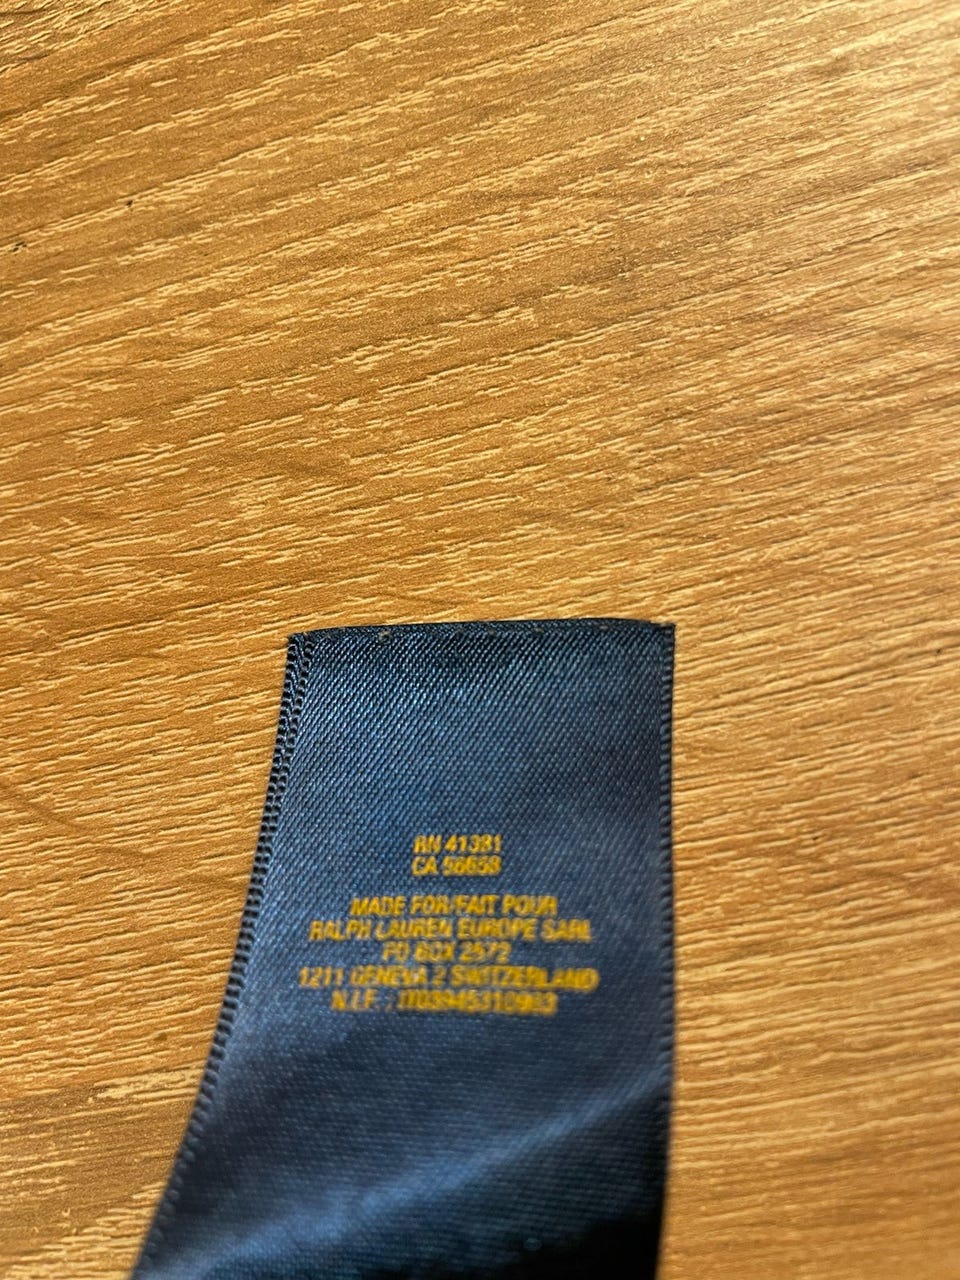 RN 41381
CA 56658
MADE FOR/FAIT POUR
RALPH LAUREN EUROPE SARL
PO BOX 2572
1211 GENEVA 2 SWITZERLAND
N.I.F. :